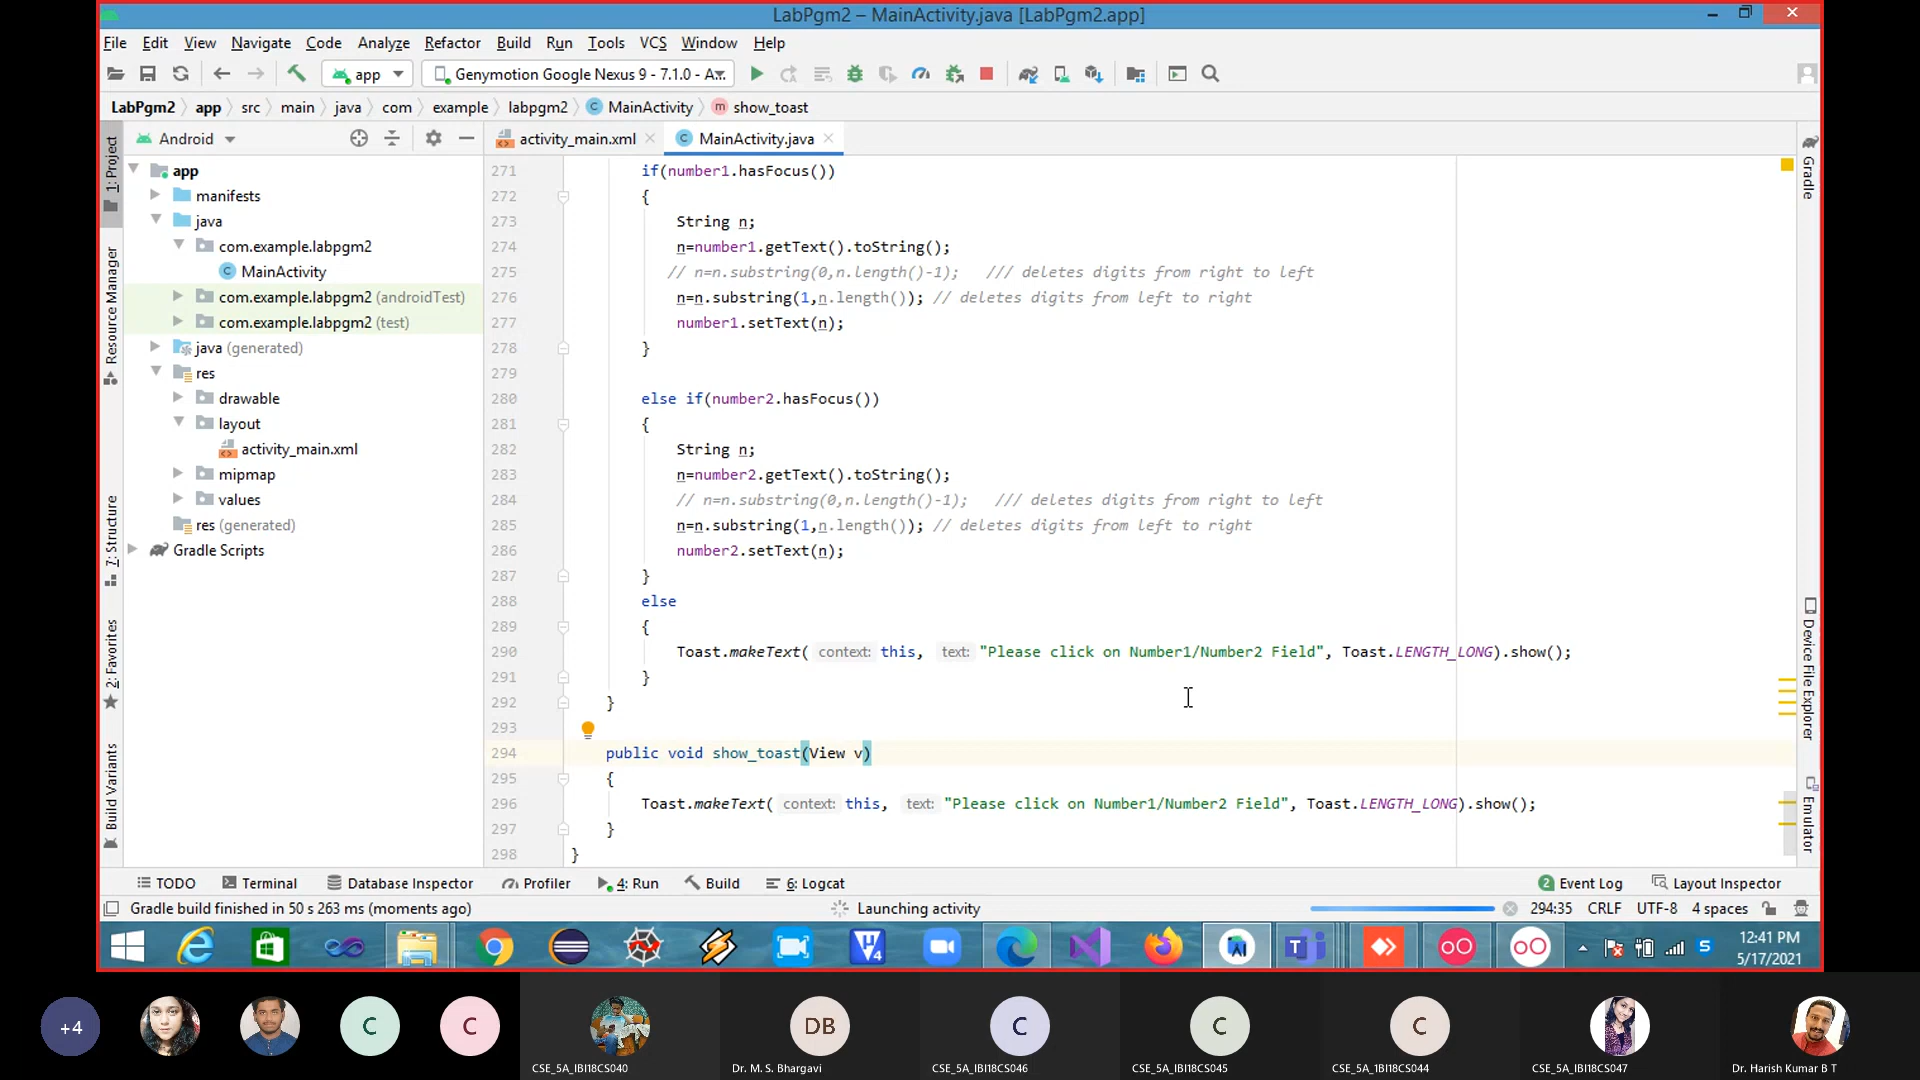 LabPgm2 – MainActivity.java [LabPgm2.app]
File Edit View Navigate Code Analyze Refactor Build Run Tools VCS Window Help
app Genymotion Google Nexus 9 - 7.1.0 - A...
LabPgm2 app src main java com example labpgm2 MainActivity show_toast
Android
activity_main.xml
MainActivity.java
1: Project
Resource Manager
7: Structure
2: Favorites
Build Variants
app
manifests
java
com.example.labpgm2
MainActivity
com.example.labpgm2 (androidTest)
com.example.labpgm2 (test)
java (generated)
res
drawable
layout
activity_main.xml
mipmap
values
res (generated)
Gradle Scripts
271 if(number1.hasFocus())
272 {
273 String n;
274 n=number1.getText().toString();
275 // n=n.substring(0,n.length()-1); /// deletes digits from right to left
276 n=n.substring(1,n.length()); // deletes digits from left to right
277 number1.setText(n);
278 }
279
280 else if(number2.hasFocus())
281 {
282 String n;
283 n=number2.getText().toString();
284 // n=n.substring(0,n.length()-1); /// deletes digits from right to left
285 n=n.substring(1,n.length()); // deletes digits from left to right
286 number2.setText(n);
287 }
288 else
289 {
290 Toast.makeText( context: this, text: "Please click on Number1/Number2 Field", Toast.LENGTH_LONG).show();
291 }
292 }
293
294 public void show_toast(View v)
295 {
296 Toast.makeText( context: this, text: "Please click on Number1/Number2 Field", Toast.LENGTH_LONG).show();
297 }
298 }
Gradle
Device File Explorer
Emulator
TODO Terminal Database Inspector Profiler 4: Run Build 6: Logcat 2 Event Log Layout Inspector
Gradle build finished in 50 s 263 ms (moments ago) Launching activity 294:35 CRLF UTF-8 4 spaces
12:41 PM
5/17/2021
+4
C
C
DB
C
C
C
CSE_5A_IBI18CS040
Dr. M. S. Bhargavi
CSE_5A_IBI18CS046
CSE_5A_IBI18CS045
CSE_5A_1BI18CS044
CSE_5A_IBI18CS047
Dr. Harish Kumar B T